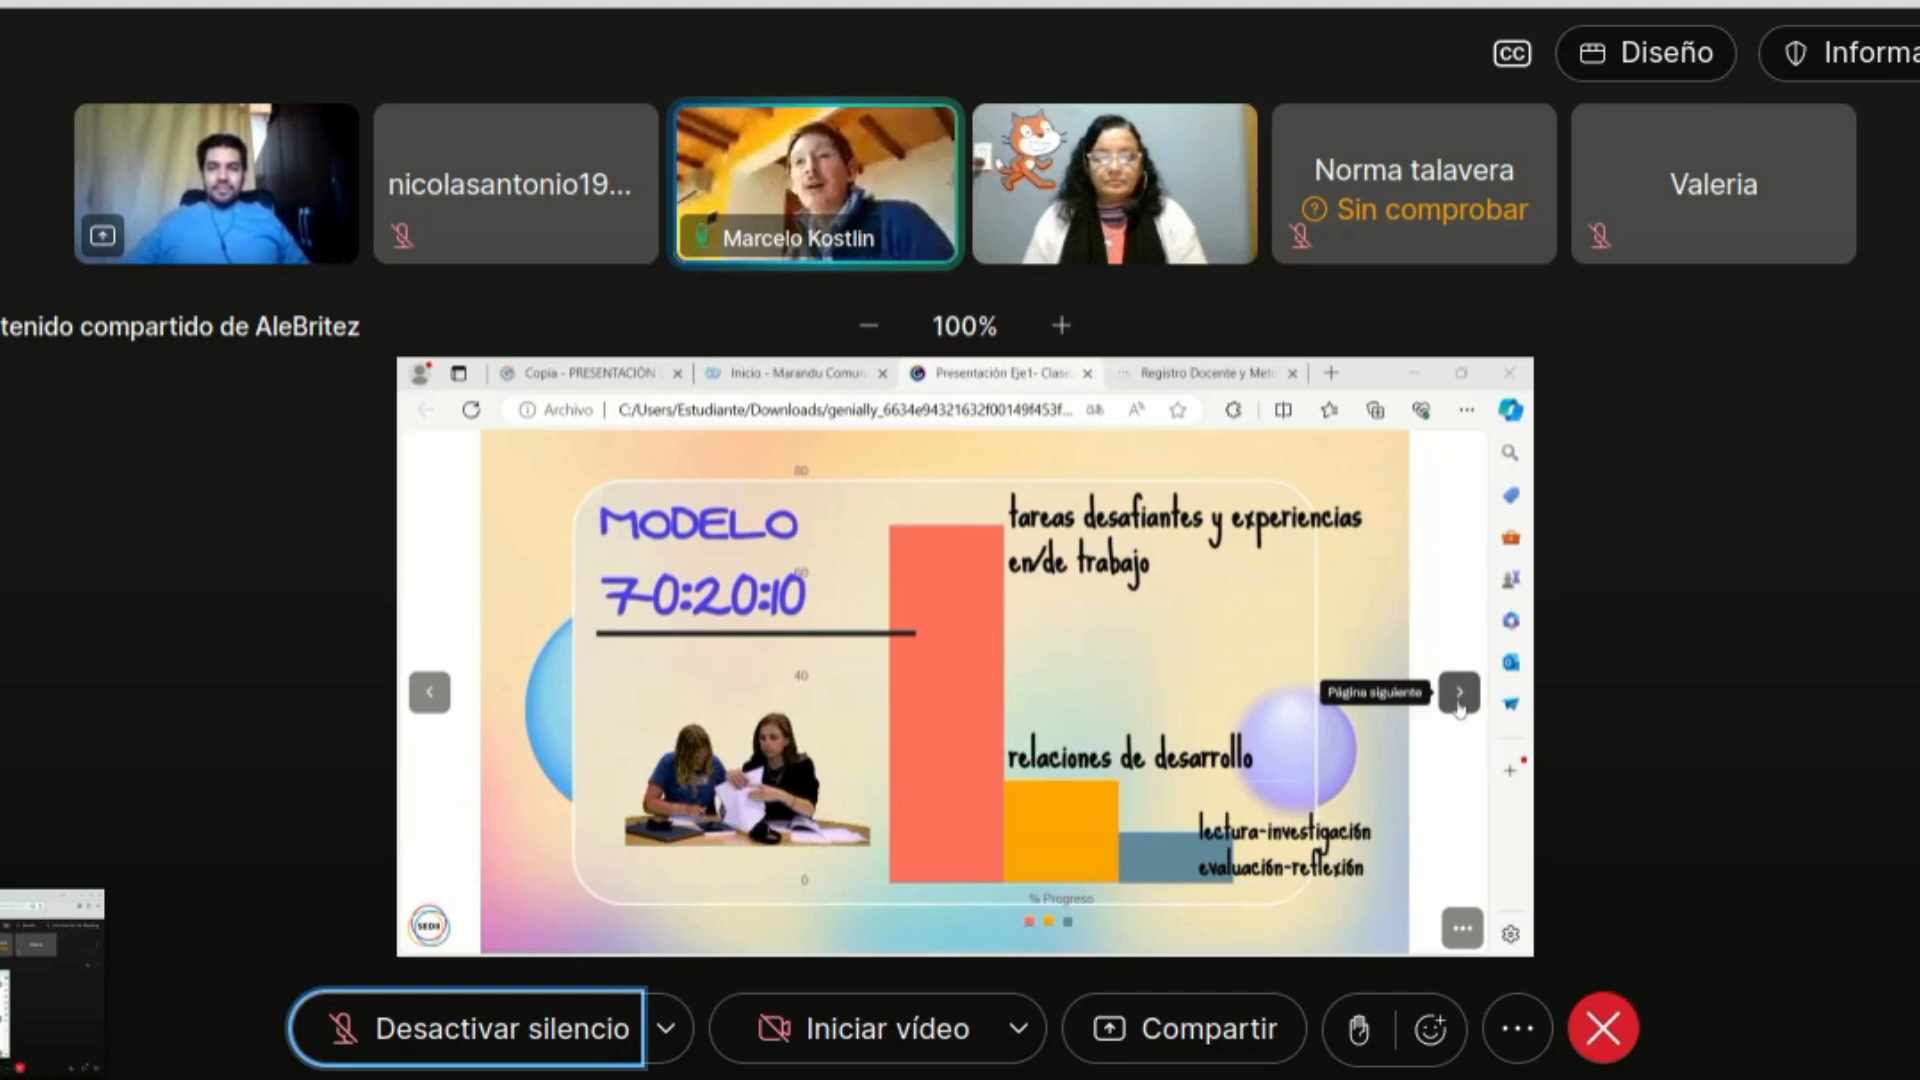 CC
Diseño
Informa
nicolasantonio19...
Marcelo Kostlin
Norma talavera
Sin comprobar
Valeria
tenido compartido de AleBritez
100%
Copia - PRESENTACIÓN
Inicio - Marandu Comun
Presentación Eje1- Clase
Registro Docente y Met
Archivo
C:/Users/Estudiante/Downloads/genially_6634e94321632f00149f453f...
80
MODELO
70:20:10
60
40
0
tareas desafiantes y experiencias
en/de trabajo
Página siguiente
relaciones de desarrollo
lectura-investigación
evaluación-reflexión
% Progreso
SEDII
Desactivar silencio
Iniciar vídeo
Compartir